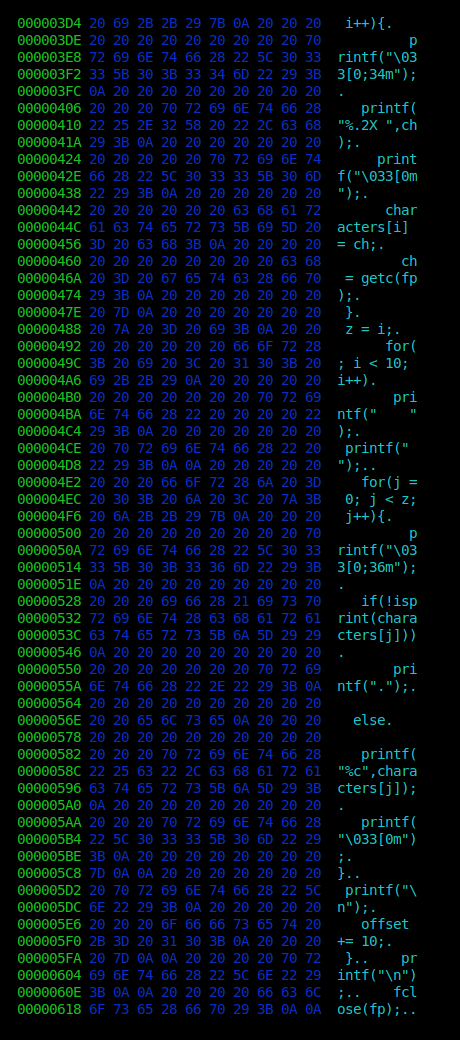 000003D4 20 69 2B 2B 29 7B 0A 20 20 20   i++){.
000003DE 20 20 20 20 20 20 20 20 20 70          p
000003E8 72 69 6E 74 66 28 22 5C 30 33  rintf("\03
000003F2 33 5B 30 3B 33 34 6D 22 29 3B  3[0;34m");
000003FC 0A 20 20 20 20 20 20 20 20 20  .
00000406 20 20 20 70 72 69 6E 74 66 28     printf(
00000410 22 25 2E 32 58 20 22 2C 63 68  "%.2X ",ch
0000041A 29 3B 0A 20 20 20 20 20 20 20  );.
00000424 20 20 20 20 20 70 72 69 6E 74       print
0000042E 66 28 22 5C 30 33 33 5B 30 6D  f("\033[0m
00000438 22 29 3B 0A 20 20 20 20 20 20  ");.
00000442 20 20 20 20 20 20 63 68 61 72        char
0000044C 61 63 74 65 72 73 5B 69 5D 20  acters[i]
00000456 3D 20 63 68 3B 0A 20 20 20 20  = ch;.
00000460 20 20 20 20 20 20 20 20 63 68          ch
0000046A 20 3D 20 67 65 74 63 28 66 70   = getc(fp
00000474 29 3B 0A 20 20 20 20 20 20 20  );.
0000047E 20 7D 0A 20 20 20 20 20 20 20   }.
00000488 20 7A 20 3D 20 69 3B 0A 20 20   z = i;.
00000492 20 20 20 20 20 20 66 6F 72 28        for(
0000049C 3B 20 69 20 3C 20 31 30 3B 20  ; i < 10;
000004A6 69 2B 2B 29 0A 20 20 20 20 20  i++).
000004B0 20 20 20 20 20 20 20 70 72 69         pri
000004BA 6E 74 66 28 22 20 20 20 20 22  ntf("    "
000004C4 29 3B 0A 20 20 20 20 20 20 20  );.
000004CE 20 70 72 69 6E 74 66 28 22 20   printf("
000004D8 22 29 3B 0A 0A 20 20 20 20 20  ");..
000004E2 20 20 20 66 6F 72 28 6A 20 3D     for(j =
000004EC 20 30 3B 20 6A 20 3C 20 7A 3B   0; j < z;
000004F6 20 6A 2B 2B 29 7B 0A 20 20 20   j++){.
00000500 20 20 20 20 20 20 20 20 20 70           p
0000050A 72 69 6E 74 66 28 22 5C 30 33  rintf("\03
00000514 33 5B 30 3B 33 36 6D 22 29 3B  3[0;36m");
0000051E 0A 20 20 20 20 20 20 20 20 20  .
00000528 20 20 20 69 66 28 21 69 73 70     if(!isp
00000532 72 69 6E 74 28 63 68 61 72 61  rint(chara
0000053C 63 74 65 72 73 5B 6A 5D 29 29  cters[j]))
00000546 0A 20 20 20 20 20 20 20 20 20  .
00000550 20 20 20 20 20 20 20 70 72 69         pri
0000055A 6E 74 66 28 22 2E 22 29 3B 0A  ntf(".");.
00000564 20 20 20 20 20 20 20 20 20 20
0000056E 20 20 65 6C 73 65 0A 20 20 20    else.
00000578 20 20 20 20 20 20 20 20 20 20
00000582 20 20 20 70 72 69 6E 74 66 28     printf(
0000058C 22 25 63 22 2C 63 68 61 72 61  "%c",chara
00000596 63 74 65 72 73 5B 6A 5D 29 3B  cters[j]);
000005A0 0A 20 20 20 20 20 20 20 20 20  .
000005AA 20 20 20 70 72 69 6E 74 66 28     printf(
000005B4 22 5C 30 33 33 5B 30 6D 22 29  "\033[0m")
000005BE 3B 0A 20 20 20 20 20 20 20 20  ;.
000005C8 7D 0A 0A 20 20 20 20 20 20 20  }..
000005D2 20 70 72 69 6E 74 66 28 22 5C   printf("\
000005DC 6E 22 29 3B 0A 20 20 20 20 20  n");.
000005E6 20 20 20 6F 66 66 73 65 74 20     offset
000005F0 2B 3D 20 31 30 3B 0A 20 20 20  += 10;.
000005FA 20 7D 0A 0A 20 20 20 20 70 72   }..    pr
00000604 69 6E 74 66 28 22 5C 6E 22 29  intf("\n")
0000060E 3B 0A 0A 20 20 20 20 66 63 6C  ;..    fcl
00000618 6F 73 65 28 66 70 29 3B 0A 0A  ose(fp);..